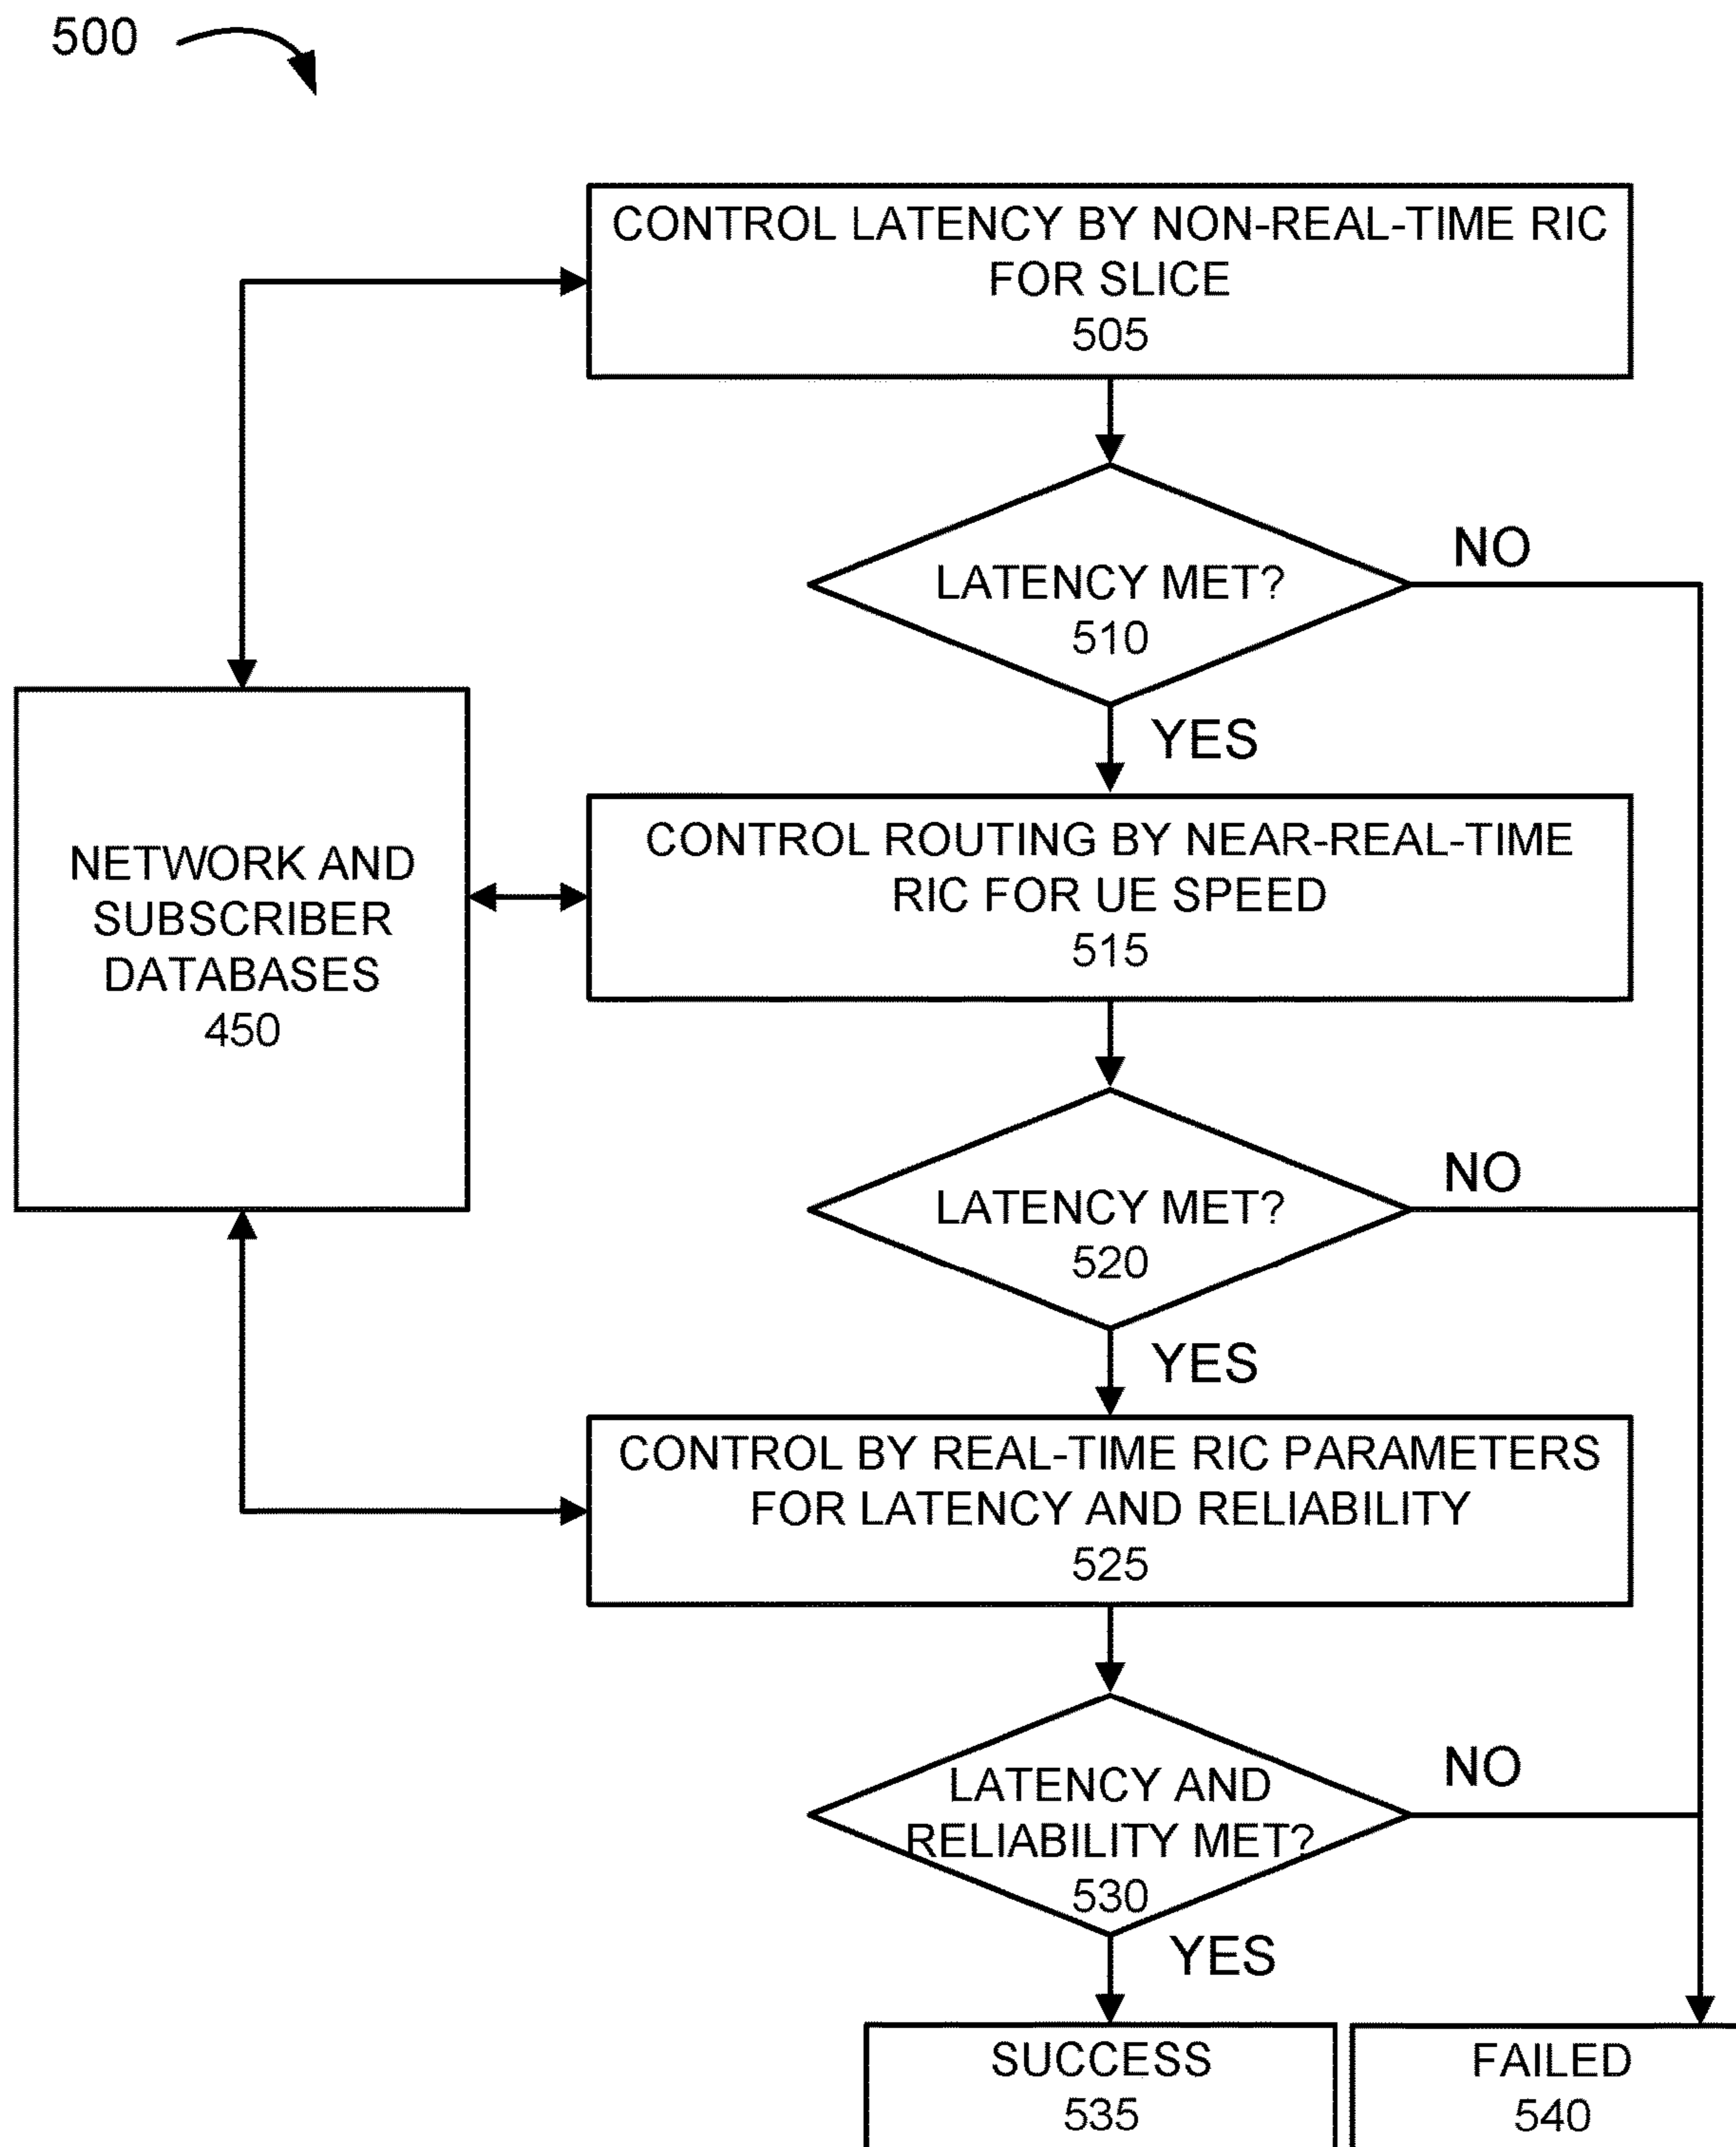 500
CONTROL LATENCY BY NON-REAL-TIME RIC
FOR SLICE
505
LATENCY MET?
510
NO
YES
NETWORK AND
SUBSCRIBER
DATABASES
450
CONTROL ROUTING BY NEAR-REAL-TIME
RIC FOR UE SPEED
515
LATENCY MET?
520
NO
YES
CONTROL BY REAL-TIME RIC PARAMETERS
FOR LATENCY AND RELIABILITY
525
LATENCY AND
RELIABILITY MET?
530
NO
YES
SUCCESS
535
FAILED
540